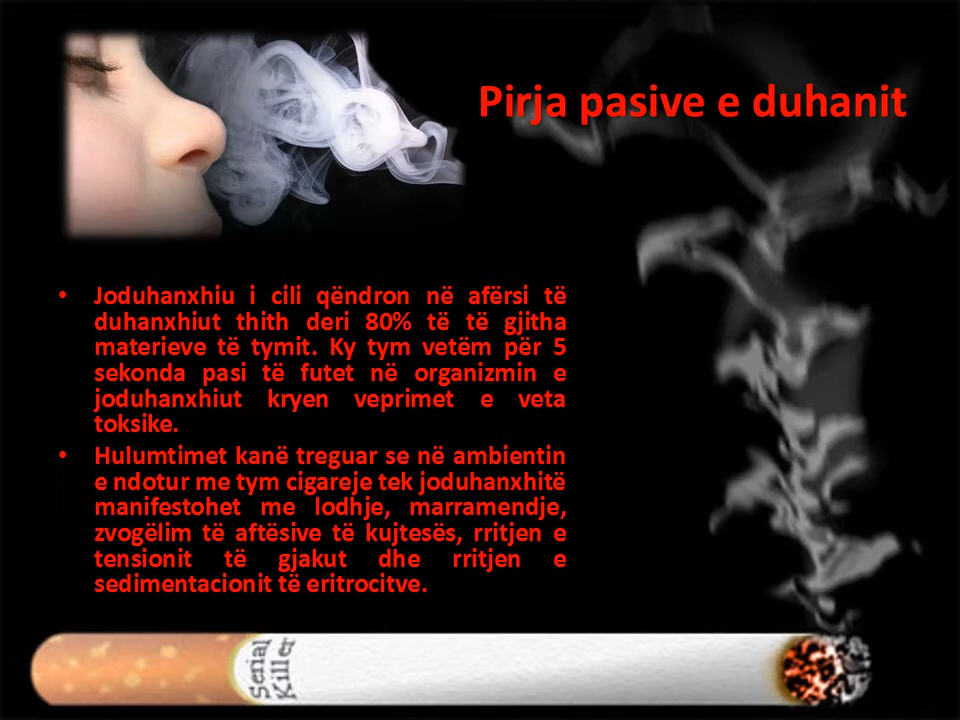 Pirja pasive e duhanit
• Joduhanxhiu i cili qëndron në afërsi të
duhanxhiut thith deri 80% të të gjitha
materieve të tymit. Ky tym vetëm për 5
sekonda pasi të futet në organizmin e
joduhanxhiut kryen veprimet e veta
toksike.
• Hulumtimet kanë treguar se në ambientin
e ndotur me tym cigareje tek joduhanxhitë
manifestohet me lodhje, marramendje,
zvogëlim të aftësive të kujtesës, rritjen e
tensionit të gjakut dhe rritjen e
sedimentacionit të eritrocitve.
Serial
Killer